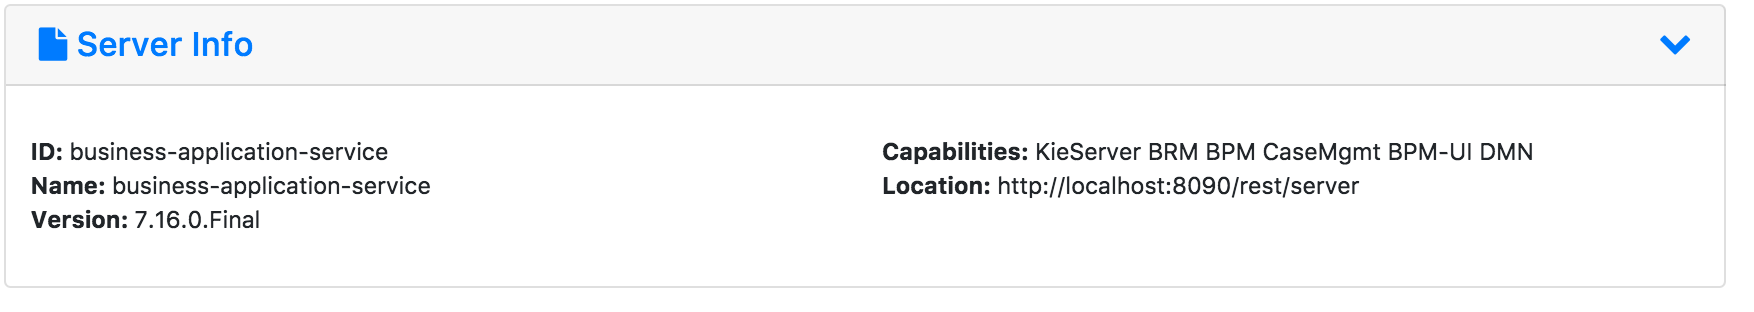 Server Info
ID: business-application-service
Name: business-application-service
Version: 7.16.0.Final
Capabilities: KieServer BRM BPM CaseMgmt BPM-UI DMN
Location: http://localhost:8090/rest/server